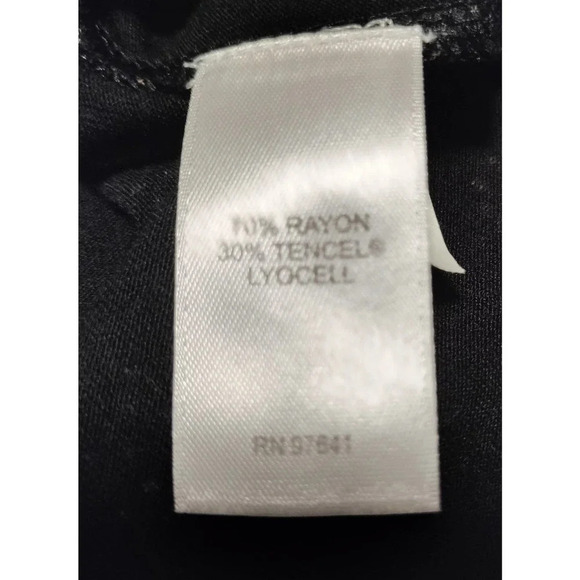 70% RAYON
30% TENCEL®
LYOCELL
RN 97641